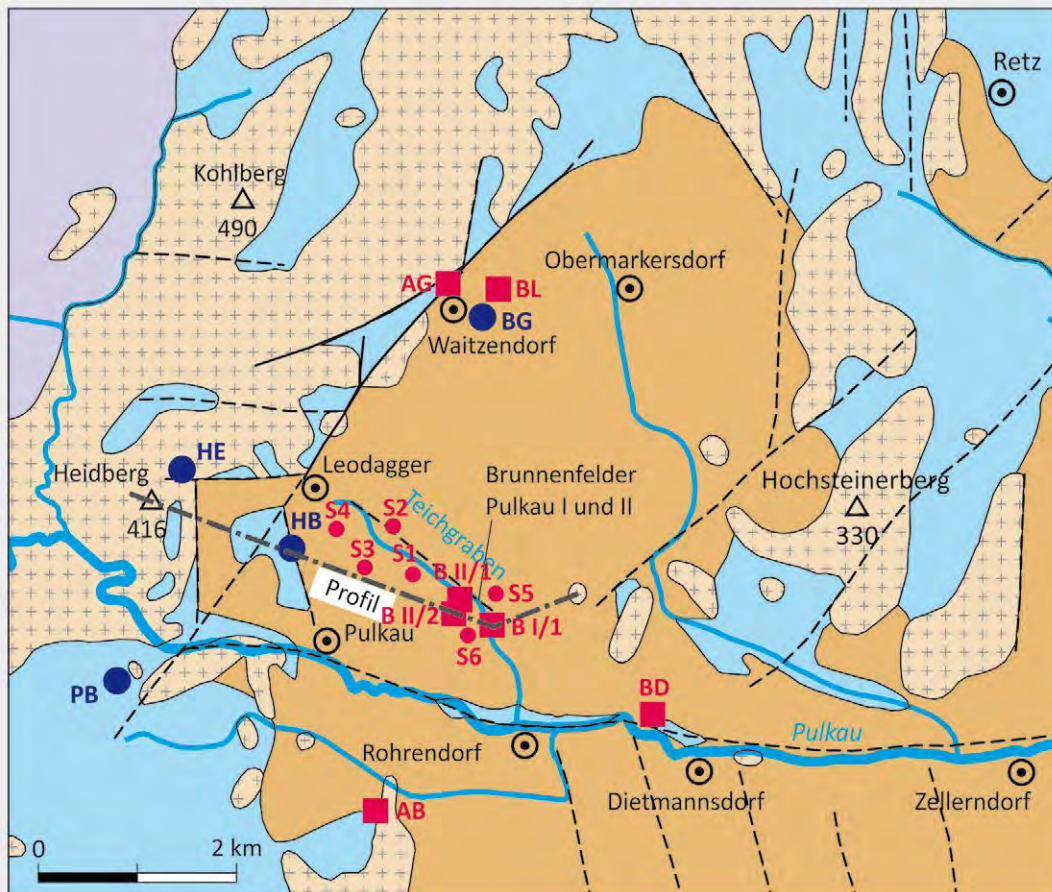 Retz
Kohlberg
490
Obermarkersdorf
AG
BL
BG
Waitzendorf
HE
Leodagger
Heidberg
416
Brunnenfelder
Pulkau I und II
Hochsteinerberg
330
Teichgraben
S4
S2
HB
S3
S1
B II/1
S5
Profil
B II/2
B I/1
Pulkau
S6
PB
BD
Pulkau
Rohrendorf
Dietmannsdorf
Zellerndorf
AB
0
2 km